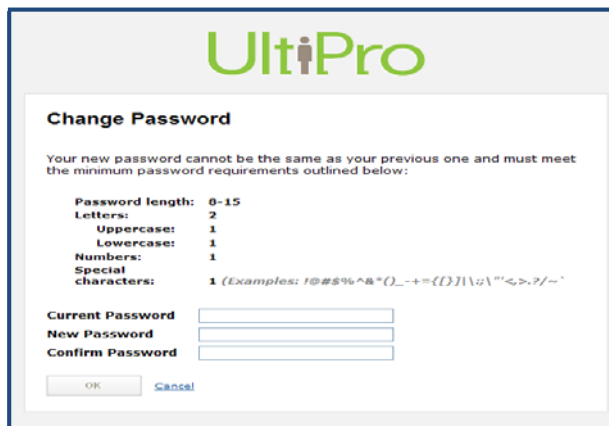 UltiPro
Change Password
Your new password cannot be the same as your previous one and must meet
the minimum password requirements outlined below:
Password length: 8-15
Letters: 2
Uppercase: 1
Lowercase: 1
Numbers: 1
Special
characters: 1 (Examples: !@#$%^&*()_-+={[}]|\:;\"'<,>.?/~`
Current Password
New Password
Confirm Password
OK Cancel